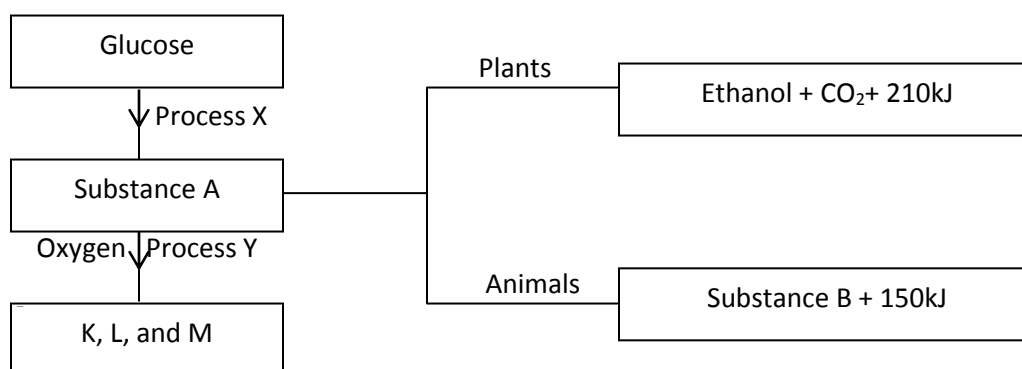 Glucose
Process X
Plants
Ethanol + CO₂+ 210kJ
Substance A
Oxygen Process Y
Animals
Substance B + 150kJ
K, L, and M